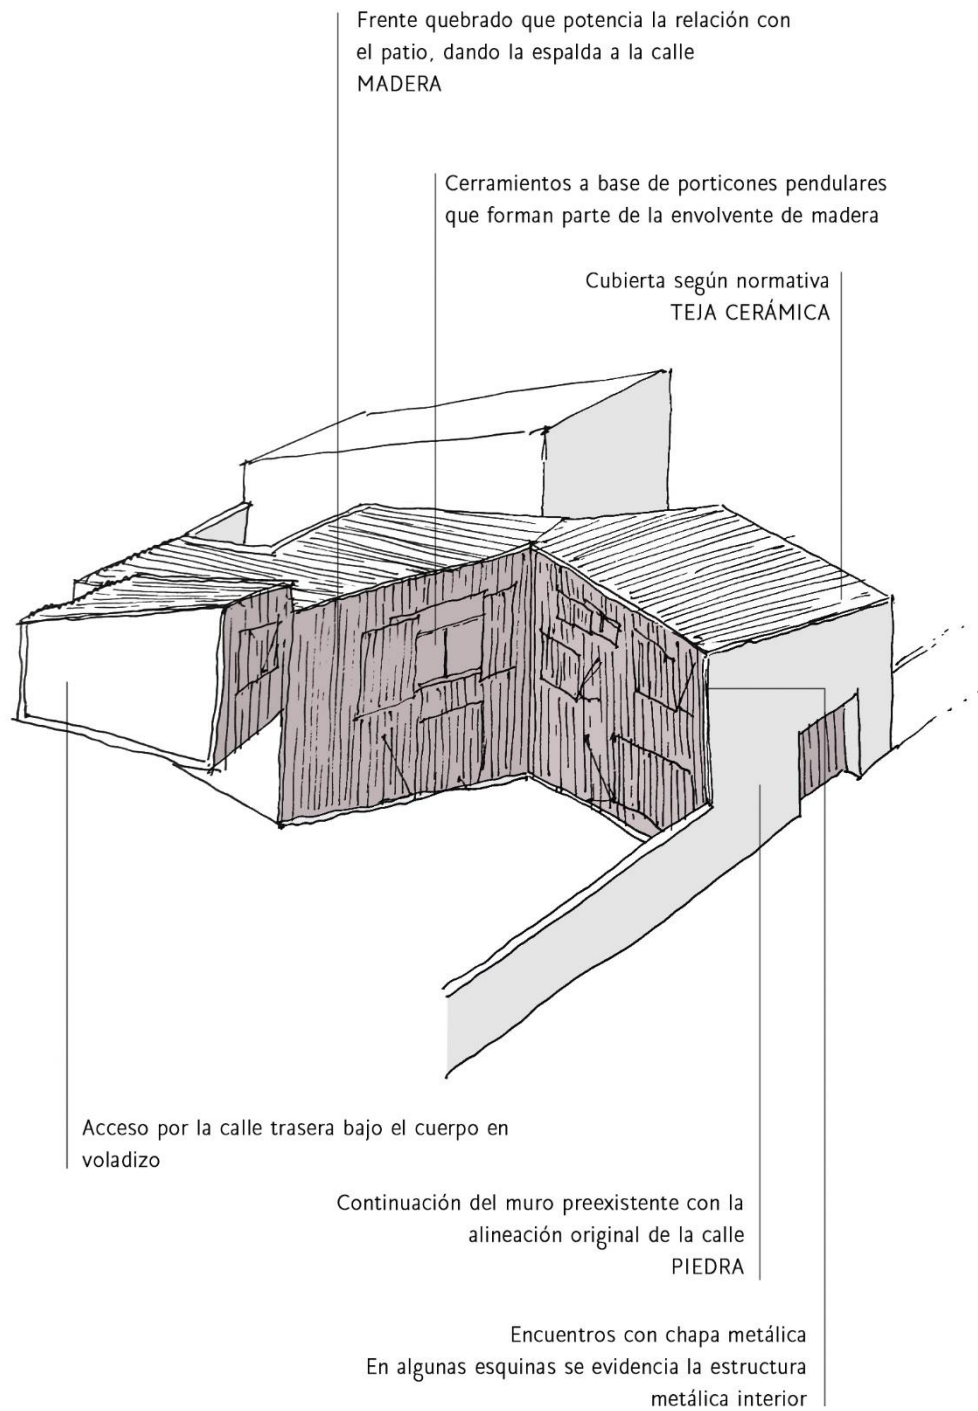 Frente quebrado que potencia la relación con
el patio, dando la espalda a la calle
MADERA
Cerramientos a base de porticones pendulares
que forman parte de la envolvente de madera
Cubierta según normativa
TEJA CERÁMICA
Acceso por la calle trasera bajo el cuerpo en
voladizo
Continuación del muro preexistente con la
alineación original de la calle
PIEDRA
Encuentros con chapa metálica
En algunas esquinas se evidencia la estructura
metálica interior